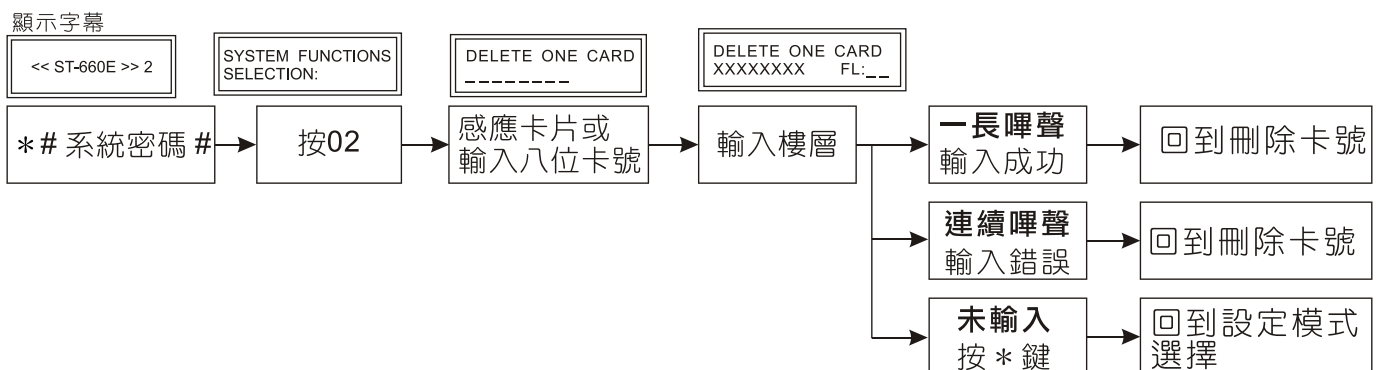 顯示字幕
<< ST-660E >> 2
SYSTEM FUNCTIONS
SELECTION:
DELETE ONE CARD
_ _ _ _ _ _ _ _
DELETE ONE CARD
XXXXXXXX FL:_ _
*# 系統密碼 #
按02
感應卡片或
輸入八位卡號
輸入樓層
一長嗶聲
輸入成功
回到刪除卡號
連續嗶聲
輸入錯誤
回到刪除卡號
未輸入
按*鍵
回到設定模式
選擇